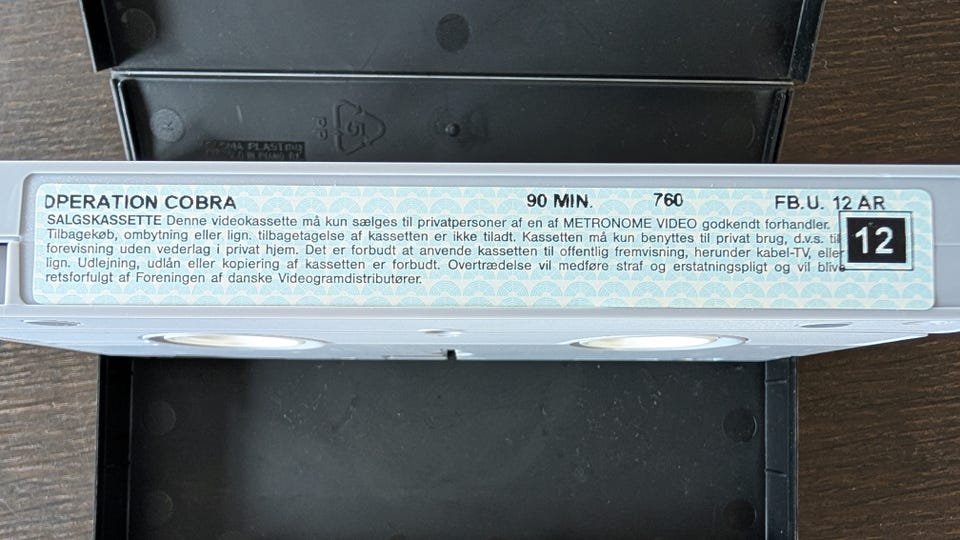 5
PP
OPERATION COBRA 90 MIN. 760 FB.U. 12 ÅR
SALGSKASSETTE Denne videokassette må kun sælges til privatpersoner af en af METRONOME VIDEO godkendt forhandler.
Tilbagekøb, ombytning eller lign. tilbagetagelse af kassetten er ikke tiladt. Kassetten må kun benyttes til privat brug, d.v.s. til
forevisning uden vederlag i privat hjem. Det er forbudt at anvende kassetten til offentlig fremvisning, herunder kabel-TV, eller
lign. Udlejning, udlån eller kopiering af kassetten er forbudt. Overtrædelse vil medføre straf og erstatningspligt og vil blive
retsforfulgt af Foreningen af danske Videogramdistributører.
12